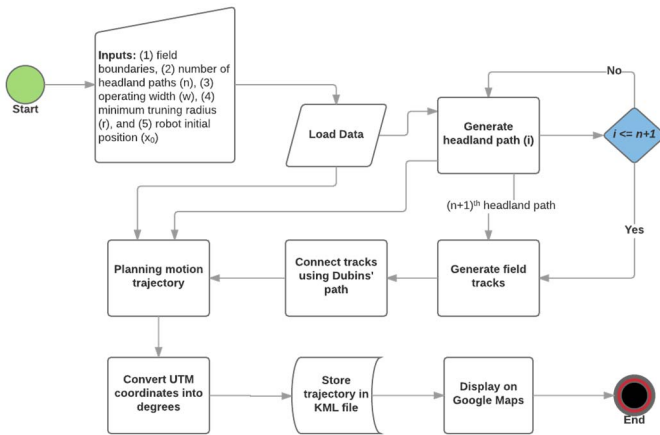 Start
Inputs: (1) field
boundaries, (2) number of
headland paths (n), (3)
operating width (w), (4)
minimum truning radius
(r), and (5) robot initial
position (x₀)
Load Data
Generate
headland path (i)
No
i <= n+1
Yes
(n+1)ᵗʰ headland path
Planning motion
trajectory
Connect tracks
using Dubins'
path
Generate field
tracks
Convert UTM
coordinates into
degrees
Store
trajectory in
KML file
Display on
Google Maps
End